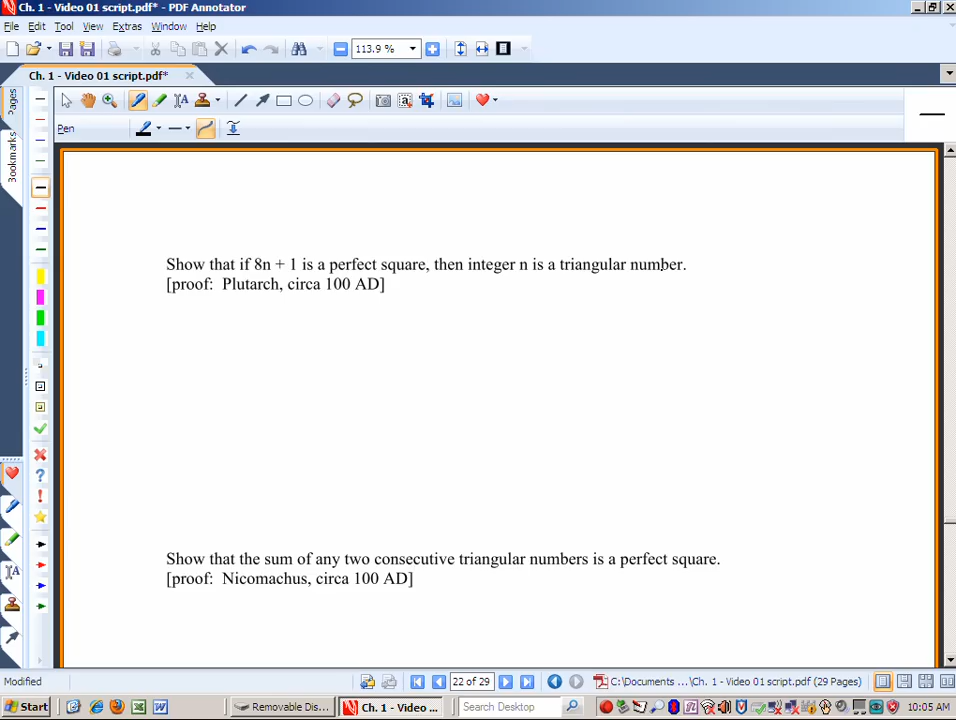 Ch. 1 - Video 01 script.pdf* - PDF Annotator
File Edit Tool View Extras Window Help
113.9 %
Ch. 1 - Video 01 script.pdf*
Pages
Pen
Bookmarks
Show that if 8n + 1 is a perfect square, then integer n is a triangular number.
[proof: Plutarch, circa 100 AD]
Show that the sum of any two consecutive triangular numbers is a perfect square.
[proof: Nicomachus, circa 100 AD]
Modified
22 of 29
C:\Documents ...\Ch. 1 - Video 01 script.pdf (29 Pages)
Start
Removable Dis...
Ch. 1 - Video ...
Search Desktop
10:05 AM